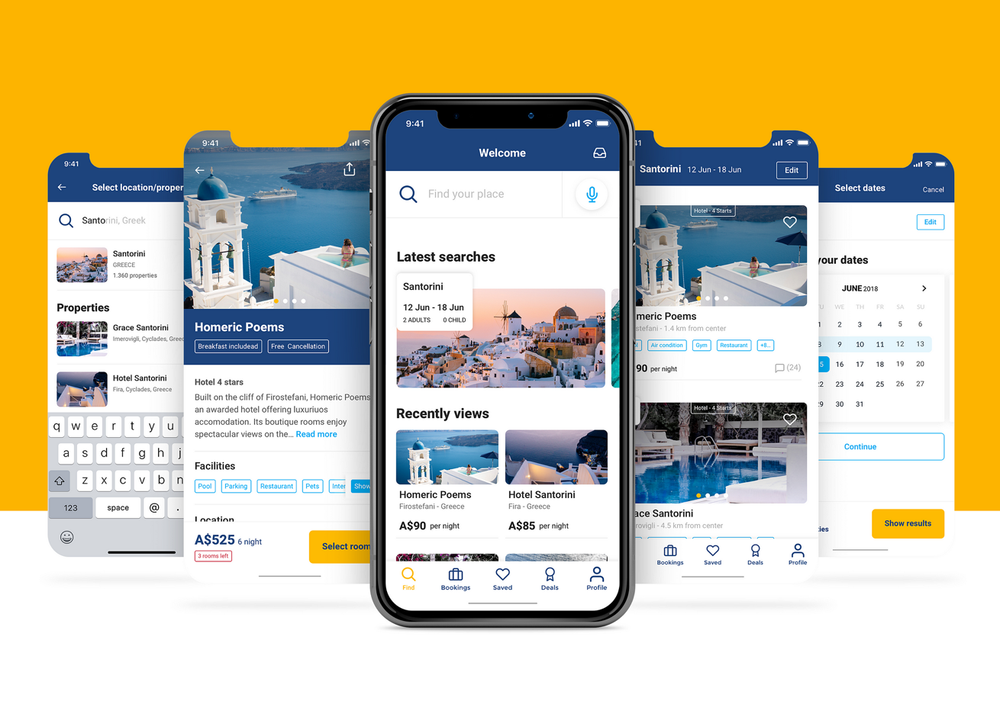 9:41
Select location/proper
Santorini, Greek
Santorini
GREECE
1.360 properties
Properties
Grace Santorini
Imerovigli, Cyclades, Greec
Hotel Santorini
Fira, Cyclades, Greece
q w e r t y u
a s d f g h j
z x c v b n
123 space @ .
9:41
Homeric Poems
Breakfast includead Free Cancellation
Hotel 4 stars
Built on the cliff of Firostefani, Homeric Poems
an awarded hotel offering luxuriuos
accomodation. Its boutique rooms enjoy
spectacular views on the... Read more
Facilities
Pool Parking Restaurant Pets Inter Show
Location
A$525 6 night
3 rooms left
Select room
9:41
Welcome
Find your place
Latest searches
Santorini
12 Jun - 18 Jun
2 ADULTS 0 CHILD
Recently views
Homeric Poems
Firostefani - Greece
A$90 per night
Hotel Santorini
Fira - Greece
A$85 per night
Find Bookings Saved Deals Profile
41
Santorini 12 Jun - 18 Jun Edit
Hotel - 4 Starts
meric Poems
stefani - 1.4 km from center
Air condition Gym Restaurant +8..
90 per night (24)
Hotel - 4 Starts
ace Santorini
rovigli - 4.5 km from center
Bookings Saved Deals Profile
9:41
Select dates Cancel
Edit
your dates
JUNE 2018
TU WE TH FR SA SU
1 2 3 4 5 6
8 9 10 11 12 13
5 16 17 18 19 20
22 23 24 25 26 27
29 30 31
Continue
ties
Show results